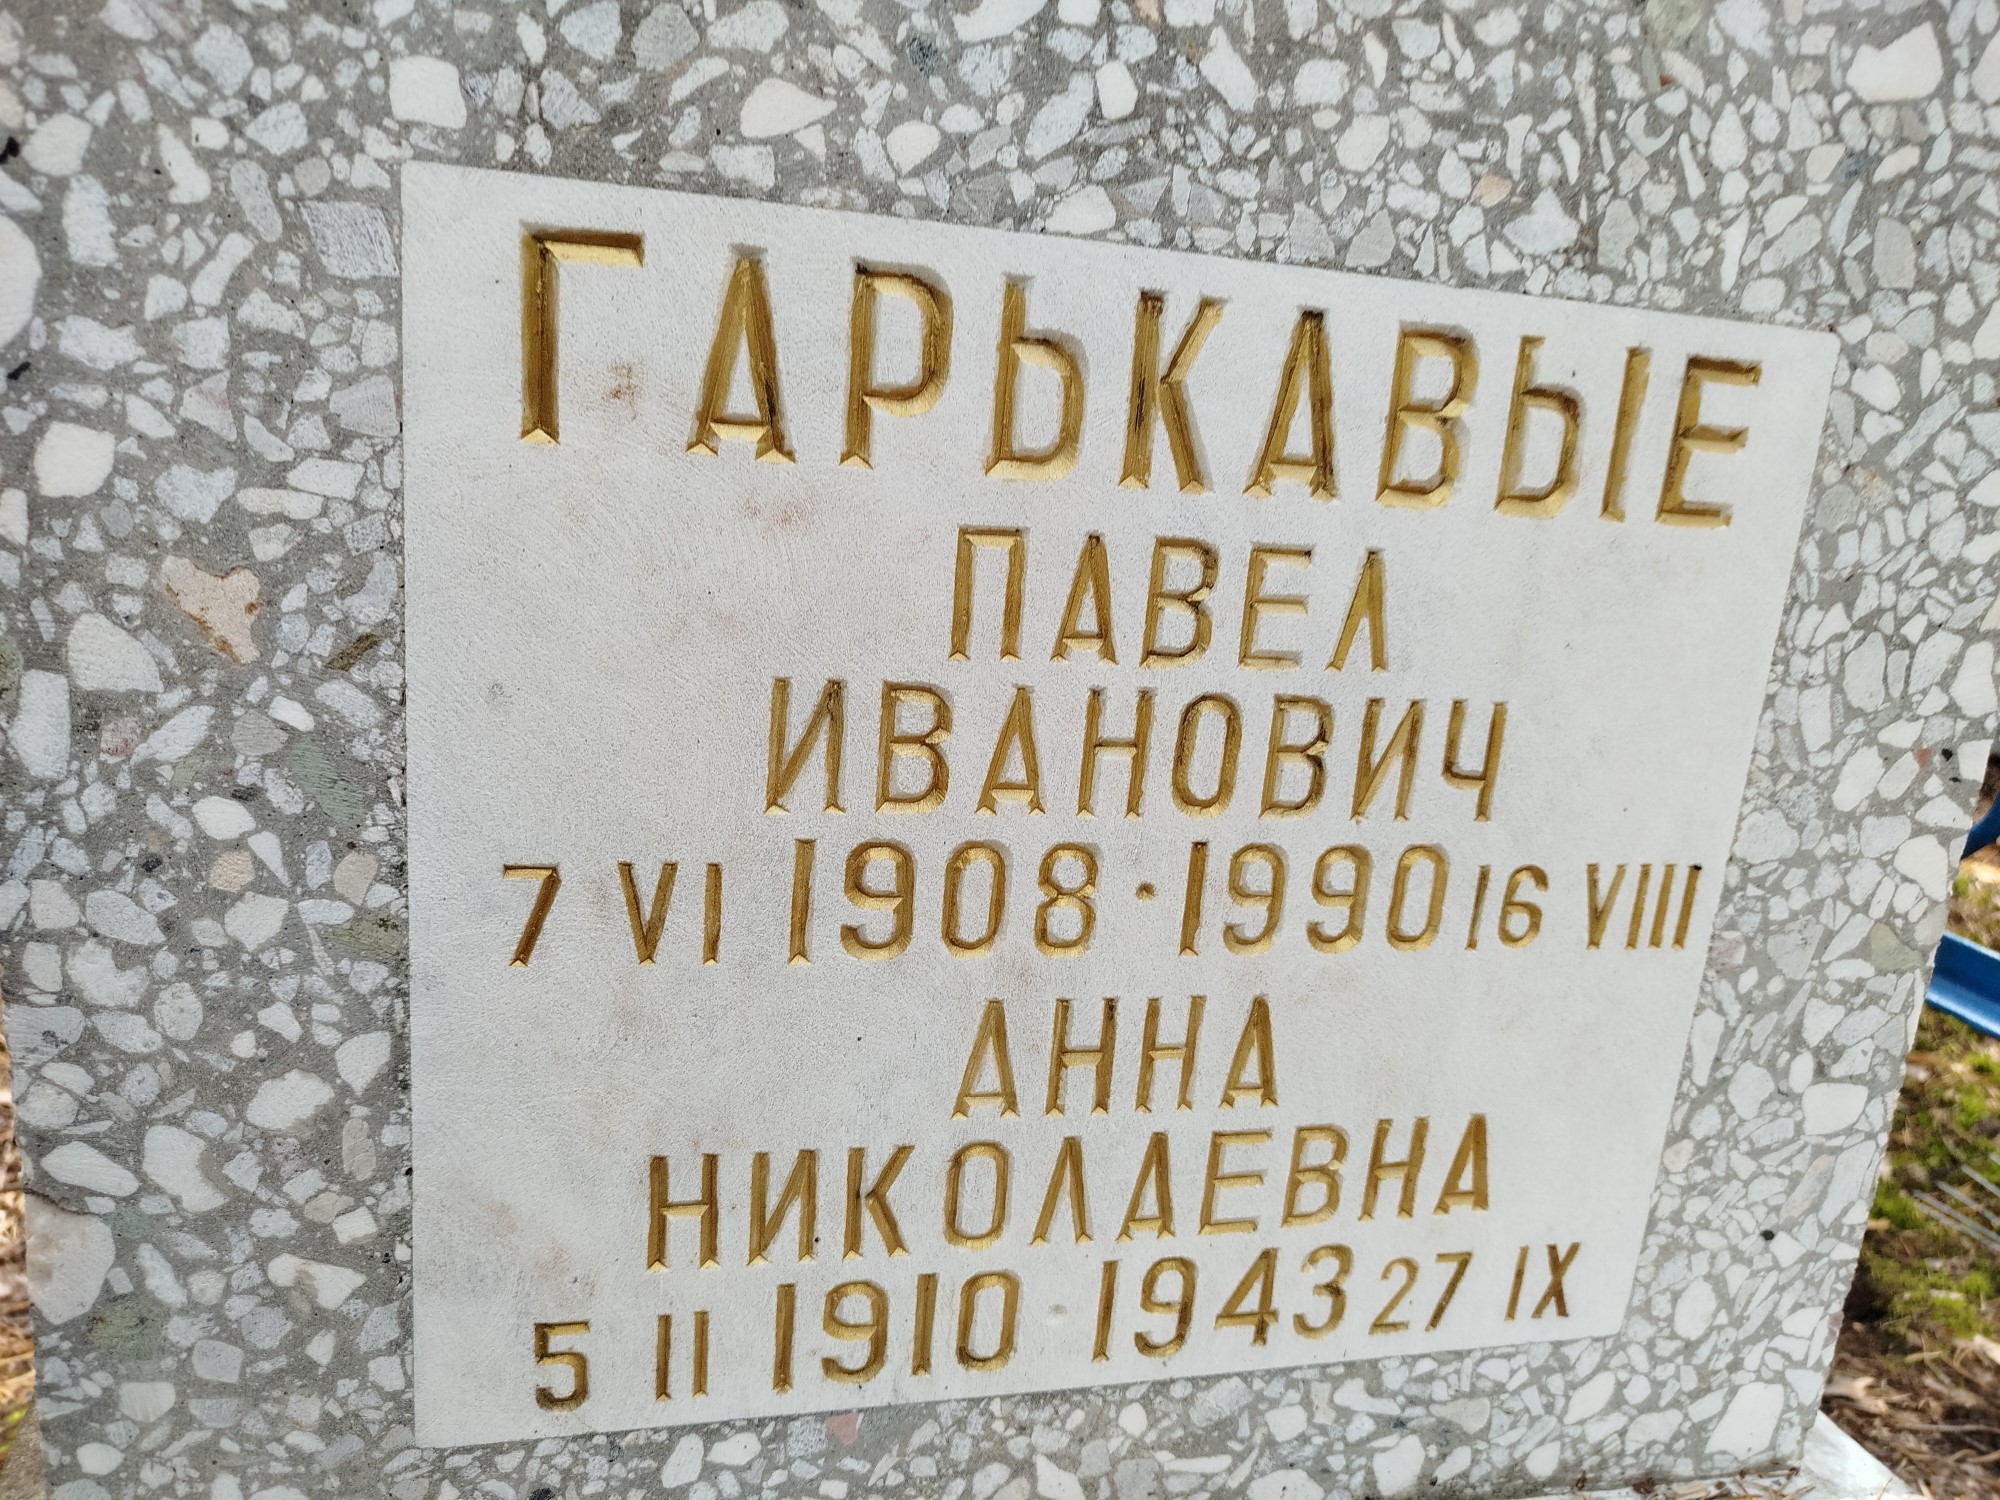 ГАРЬКАВЫЕ
ПАВЕЛ
ИВАНОВИЧ
7 VI 1908·1990 16 VIII
АННА
НИКОЛАЕВНА
5 II 1910·1943 27 IX